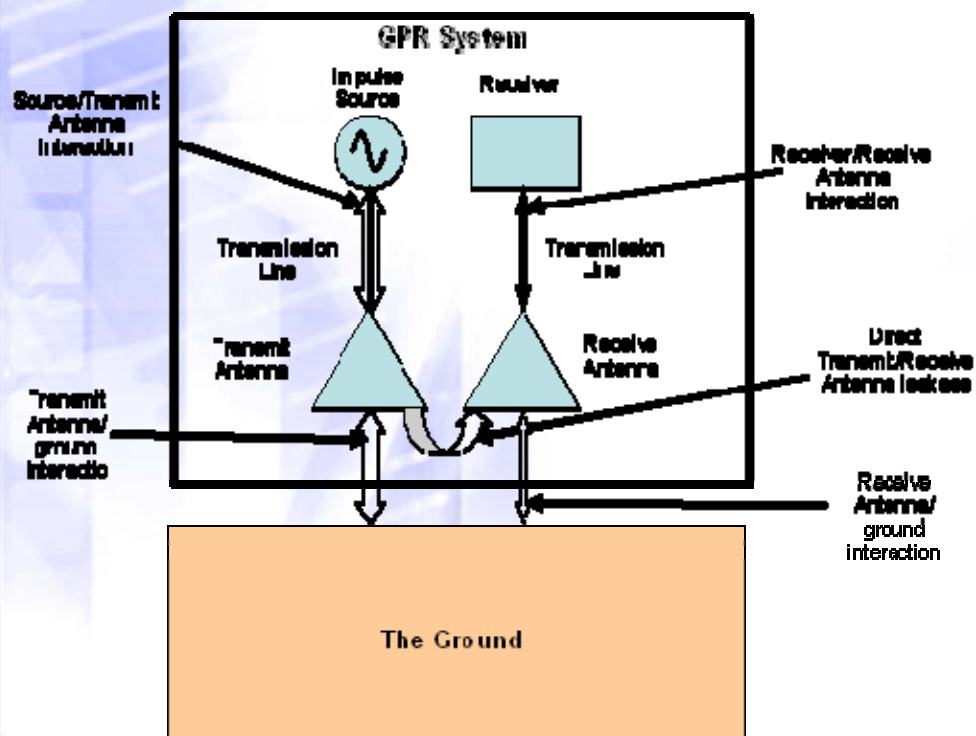 GPR System
Impulse
Source
Receiver
Source/Transmit
Antenna
Interaction
Receiver/Receive
Antenna
Interaction
Transmission
Line
Transmission
Line
Transmit
Antenna
Receive
Antenna
Direct
Transmit/Receive
Antenna leakage
Transmit
Antenna/
ground
interactio
Receive
Antenna/
ground
interaction
The Ground